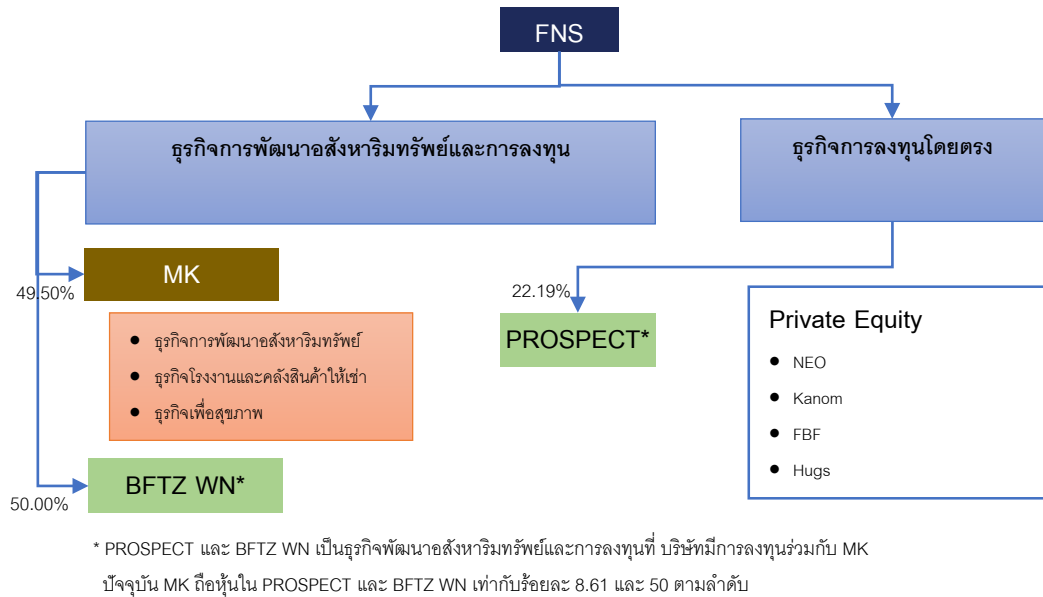 FNS
ธุรกิจการพัฒนาอสังหาริมทรัพย์และการลงทุน
ธุรกิจการลงทุนโดยตรง
MK
49.50%
• ธุรกิจการพัฒนาอสังหาริมทรัพย์
• ธุรกิจโรงงานและคลังสินค้าให้เช่า
• ธุรกิจเพื่อสุขภาพ
BFTZ WN*
50.00%
22.19%
PROSPECT*
Private Equity
• NEO
• Kanom
• FBF
• Hugs
* PROSPECT และ BFTZ WN เป็นธุรกิจพัฒนาอสังหาริมทรัพย์และการลงทุนที่ บริษัทมีการลงทุนร่วมกับ MK
ปัจจุบัน MK ถือหุ้นใน PROSPECT และ BFTZ WN เท่ากับร้อยละ 8.61 และ 50 ตามลำดับ